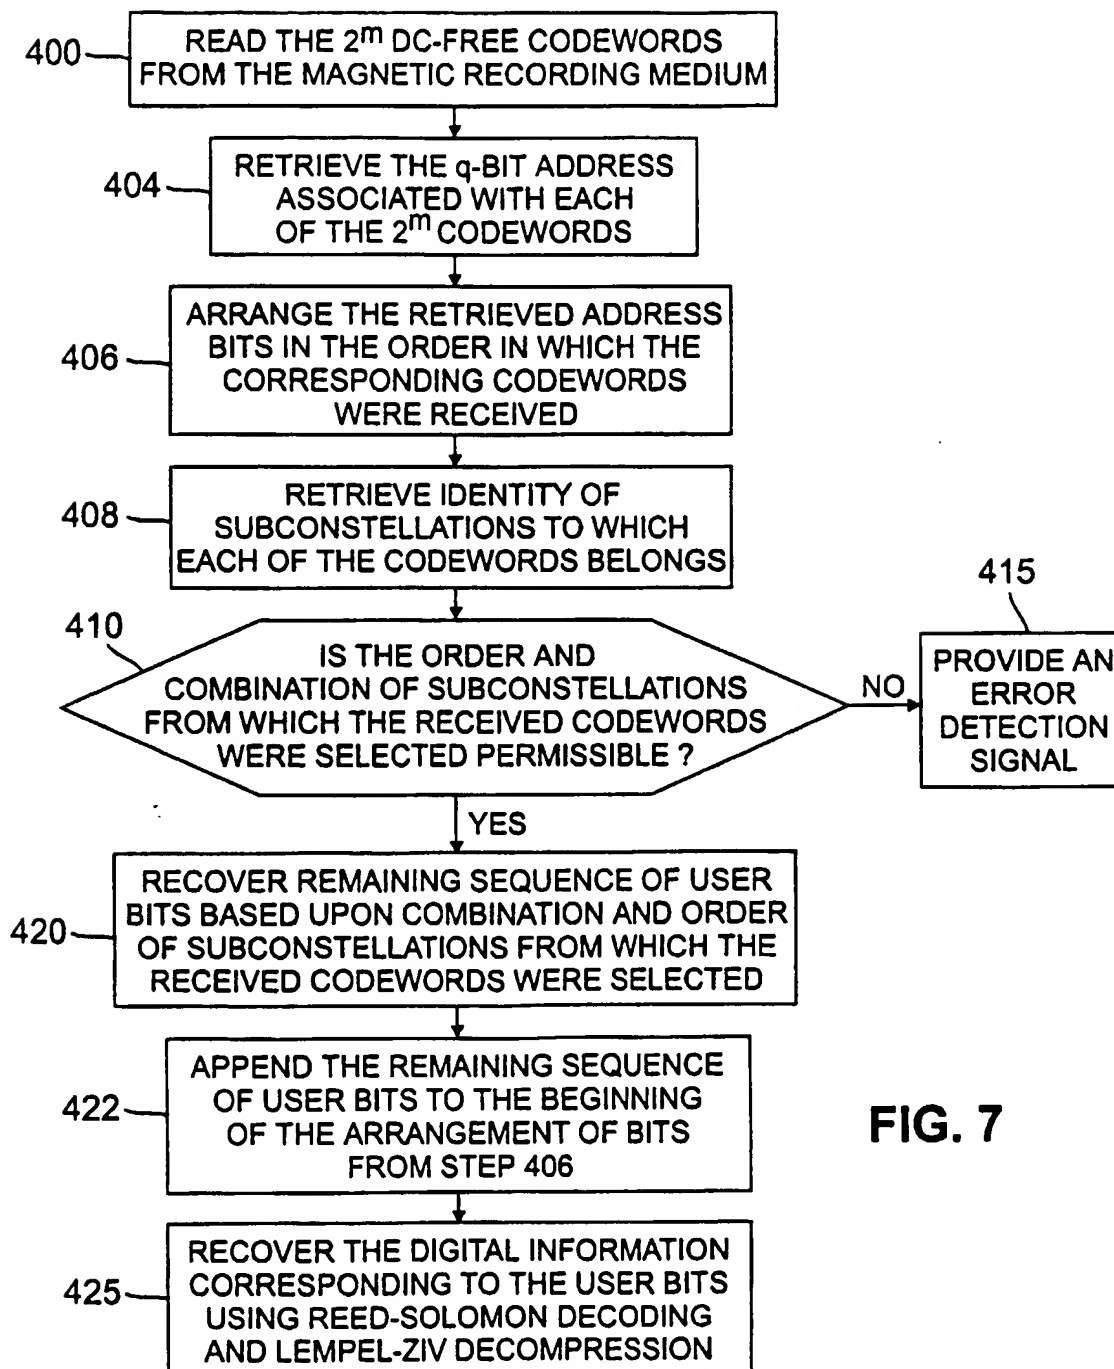 400
READ THE 2^m DC-FREE CODEWORDS
FROM THE MAGNETIC RECORDING MEDIUM
404
RETRIEVE THE q-BIT ADDRESS
ASSOCIATED WITH EACH
OF THE 2^m CODEWORDS
406
ARRANGE THE RETRIEVED ADDRESS
BITS IN THE ORDER IN WHICH THE
CORRESPONDING CODEWORDS
WERE RECEIVED
408
RETRIEVE IDENTITY OF
SUBCONSTELLATIONS TO WHICH
EACH OF THE CODEWORDS BELONGS
410
IS THE ORDER AND
COMBINATION OF SUBCONSTELLATIONS
FROM WHICH THE RECEIVED CODEWORDS
WERE SELECTED PERMISSIBLE ?
NO
415
PROVIDE AN
ERROR
DETECTION
SIGNAL
YES
420
RECOVER REMAINING SEQUENCE OF USER
BITS BASED UPON COMBINATION AND ORDER
OF SUBCONSTELLATIONS FROM WHICH THE
RECEIVED CODEWORDS WERE SELECTED
422
APPEND THE REMAINING SEQUENCE
OF USER BITS TO THE BEGINNING
OF THE ARRANGEMENT OF BITS
FROM STEP 406
FIG. 7
425
RECOVER THE DIGITAL INFORMATION
CORRESPONDING TO THE USER BITS
USING REED-SOLOMON DECODING
AND LEMPEL-ZIV DECOMPRESSION